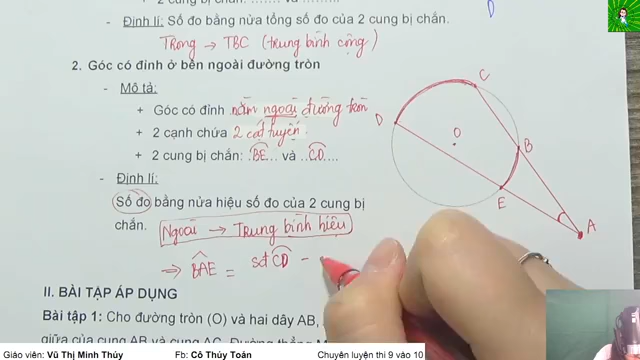 - Định lí: Số đo bằng nửa tổng số đo của 2 cung bị chắn.
Trong → TBC (trung bình cộng)
2. Góc có đỉnh ở bên ngoài đường tròn
- Mô tả:
+ Góc có đỉnh nằm ngoài đường tròn
+ 2 cạnh chứa 2 cát tuyến
+ 2 cung bị chắn: BE và CD
- Định lí:
Số đo bằng nửa hiệu số đo của 2 cung bị
chắn.
Ngoài → Trung bình hiệu
⇒ BAE = sđ CD -
II. BÀI TẬP ÁP DỤNG
Bài tập 1: Cho đường tròn (O) và hai dây AB,
giữa của cung AB và cung AC. Đường thẳng
D
C
D
O
B
E
A
Giáo viên: Vũ Thị Minh Thúy
Fb: Cô Thúy Toán
Chuyên luyện thi 9 vào 10